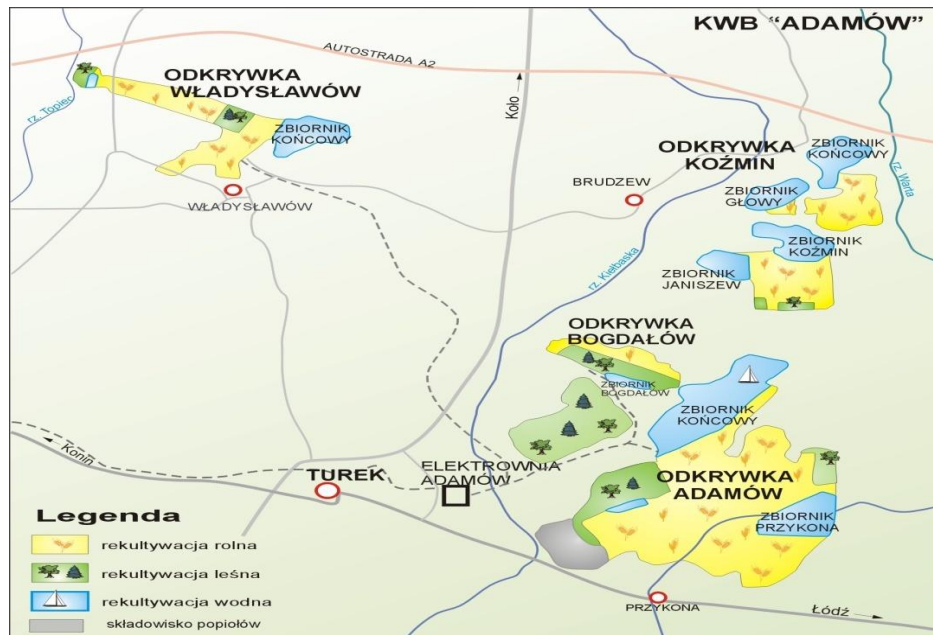 KWB "ADAMÓW"
AUTOSTRADA A2
ODKRYWKA
WŁADYSŁAWÓW
rz. Topiec
Koło
ZBIORNIK
KOŃCOWY
ODKRYWKA
KOŹMIN
ZBIORNIK
KOŃCOWY
rz. Warta
BRUDZEW
ZBIORNIK
GŁOWY
WŁADYSŁAWÓW
ZBIORNIK
KOŹMIN
rz. Kiełbaska
ZBIORNIK
JANISZEW
ODKRYWKA
BOGDAŁÓW
ZBIORNIK
BOGDAŁÓW
ZBIORNIK
KOŃCOWY
Konin
TUREK
ELEKTROWNIA
ADAMÓW
ODKRYWKA
ADAMÓW
ZBIORNIK
PRZYKONA
Legenda
rekultywacja rolna
rekultywacja leśna
rekultywacja wodna
składowisko popiołów
PRZYKONA
Łódź